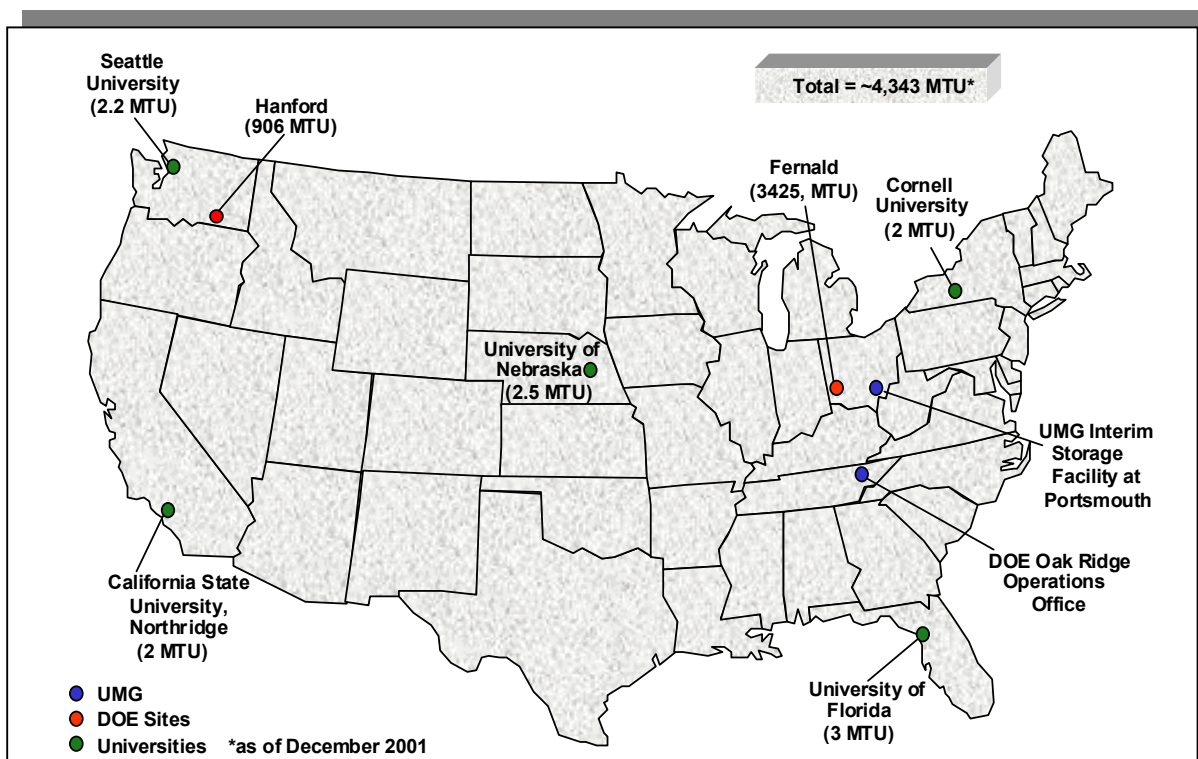 Seattle
University
(2.2 MTU)
Hanford
(906 MTU)
Total = ~4,343 MTU*
Fernald
(3425, MTU)
Cornell
University
(2 MTU)
University of
Nebraska
(2.5 MTU)
UMG Interim
Storage
Facility at
Portsmouth
DOE Oak Ridge
Operations
Office
California State
University,
Northridge
(2 MTU)
University of
Florida
(3 MTU)
UMG
DOE Sites
Universities *as of December 2001